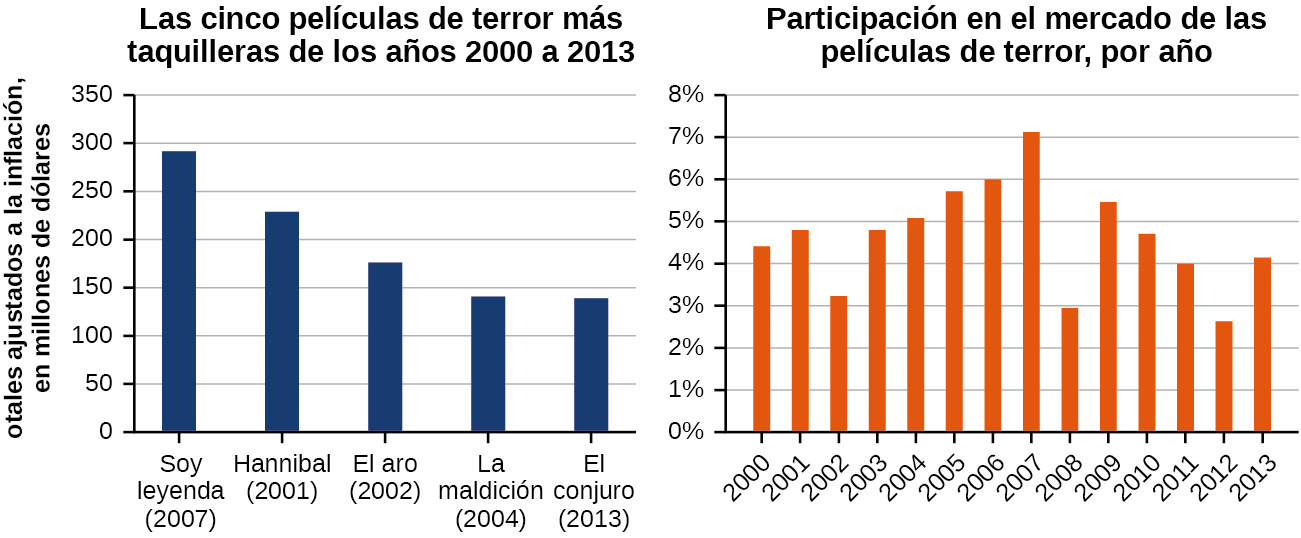 Las cinco películas de terror más
taquilleras de los años 2000 a 2013
otales ajustados a la inflación,
en millones de dólares
350
300
250
200
150
100
50
0
Soy
leyenda
(2007)
Hannibal
(2001)
El aro
(2002)
La
maldición
(2004)
El
conjuro
(2013)
Participación en el mercado de las
películas de terror, por año
8%
7%
6%
5%
4%
3%
2%
1%
0%
2000
2001
2002
2003
2004
2005
2006
2007
2008
2009
2010
2011
2012
2013